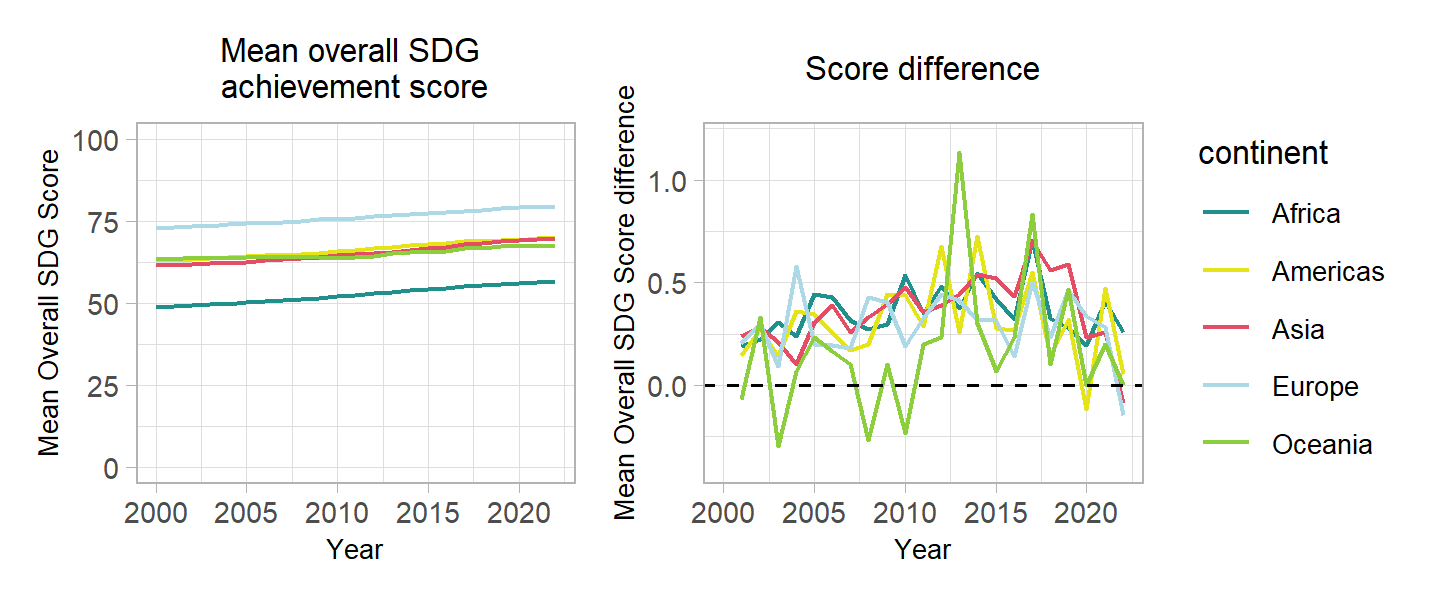 Mean overall SDG
achievement score
Mean Overall SDG Score
100
75
50
25
0
2000 2005 2010 2015 2020
Year
Score difference
Mean Overall SDG Score difference
1.0
0.5
0.0
2000 2005 2010 2015 2020
Year
continent
Africa
Americas
Asia
Europe
Oceania